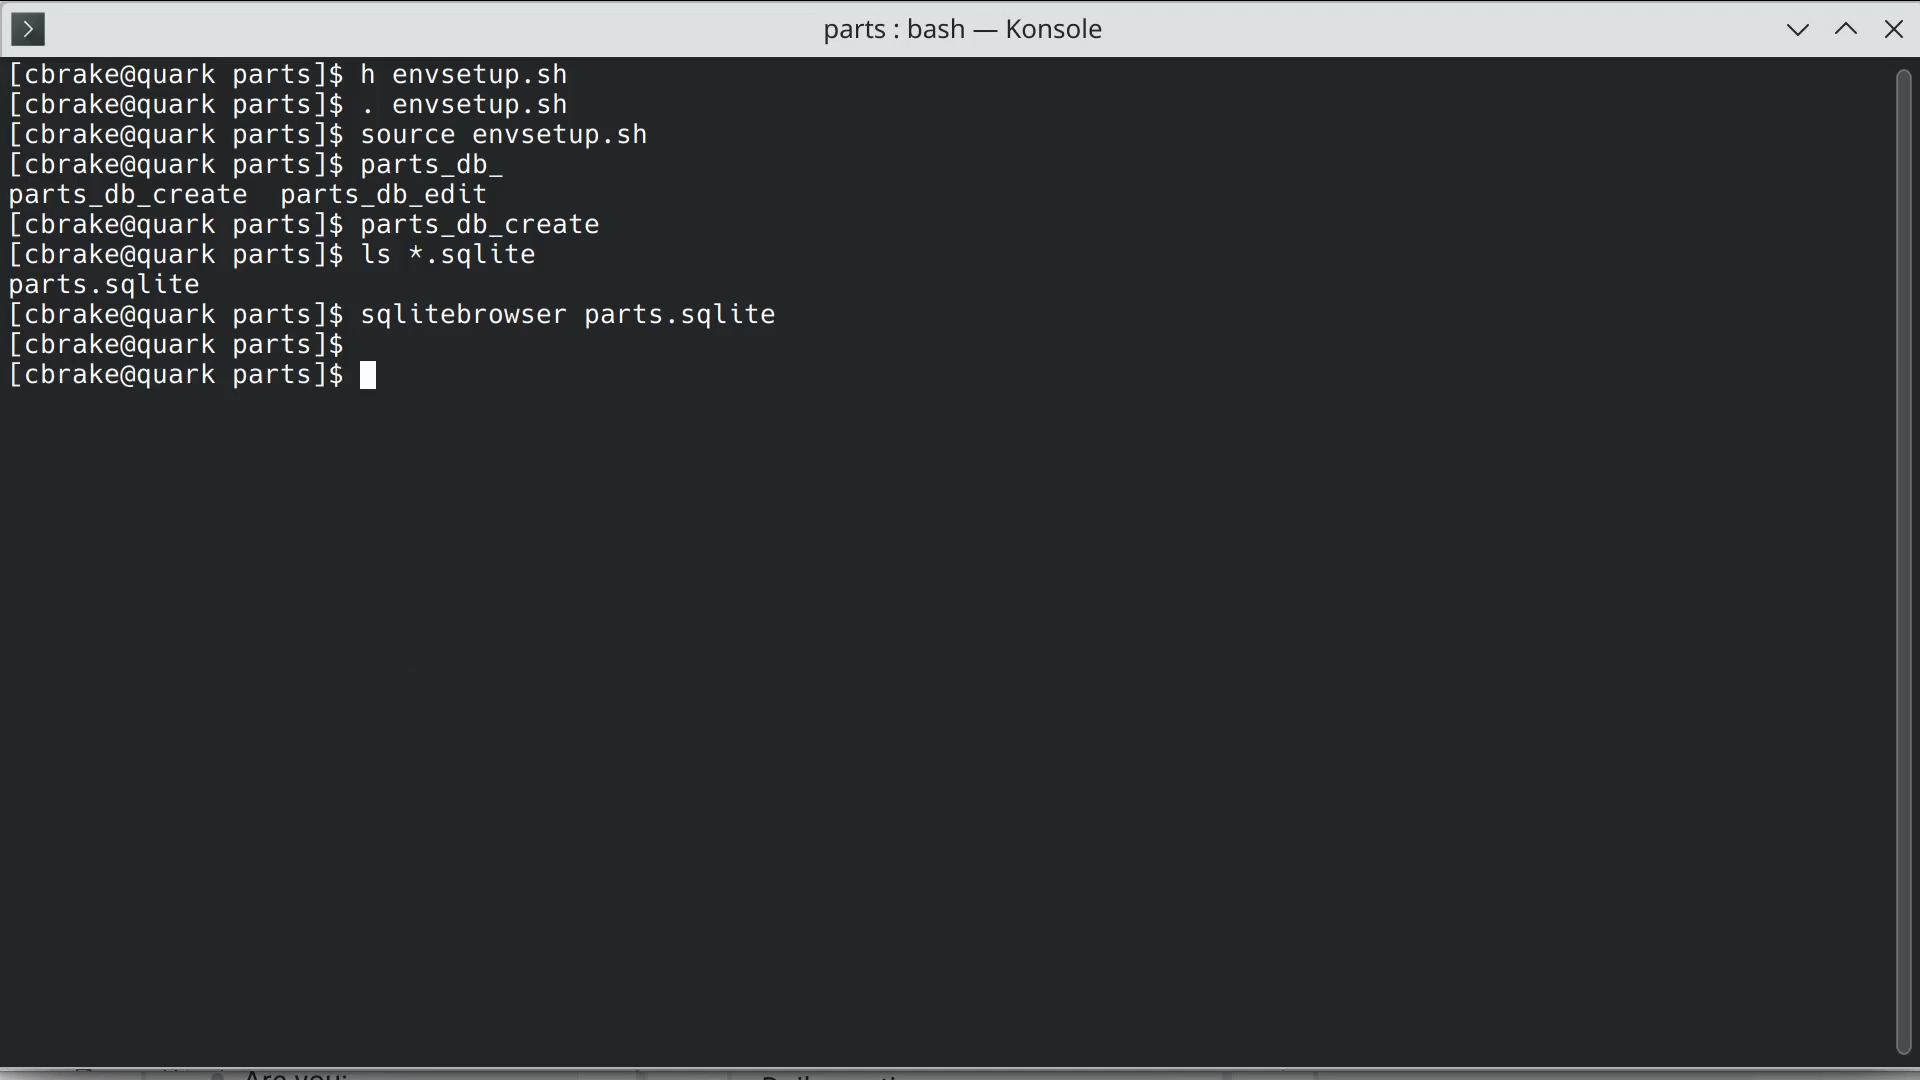 parts : bash — Konsole
[cbrake@quark parts]$ h envsetup.sh
[cbrake@quark parts]$ . envsetup.sh
[cbrake@quark parts]$ source envsetup.sh
[cbrake@quark parts]$ parts_db_
parts_db_create  parts_db_edit
[cbrake@quark parts]$ parts_db_create
[cbrake@quark parts]$ ls *.sqlite
parts.sqlite
[cbrake@quark parts]$ sqlitebrowser parts.sqlite
[cbrake@quark parts]$
[cbrake@quark parts]$